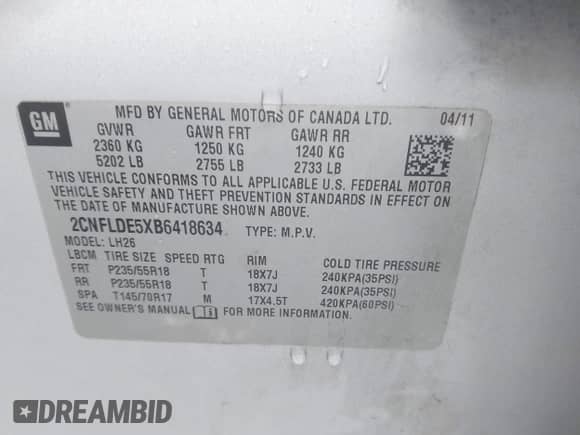 GM
MFD BY GENERAL MOTORS OF CANADA LTD. 04/11
GVWR GAWR FRT GAWR RR
2360 KG 1250 KG 1240 KG
5202 LB 2755 LB 2733 LB
THIS VEHICLE CONFORMS TO ALL APPLICABLE U.S. FEDERAL MOTOR
VEHICLE SAFETY AND THEFT PREVENTION STANDARDS IN EFFECT ON
THE DATE OF MANUFACTURE SHOWN ABOVE.
2CNFLDE5XB6418634 TYPE: M.P.V.
MODEL: LH26
LBCM TIRE SIZE SPEED RTG RIM COLD TIRE PRESSURE
FRT P235/55R18 T 18X7J 240KPA(35PSI)
RR P235/55R18 T 18X7J 240KPA(35PSI)
SPA T145/70R17 M 17X4.5T 420KPA(60PSI)
SEE OWNER'S MANUAL FOR MORE INFORMATION.
DREAMBID